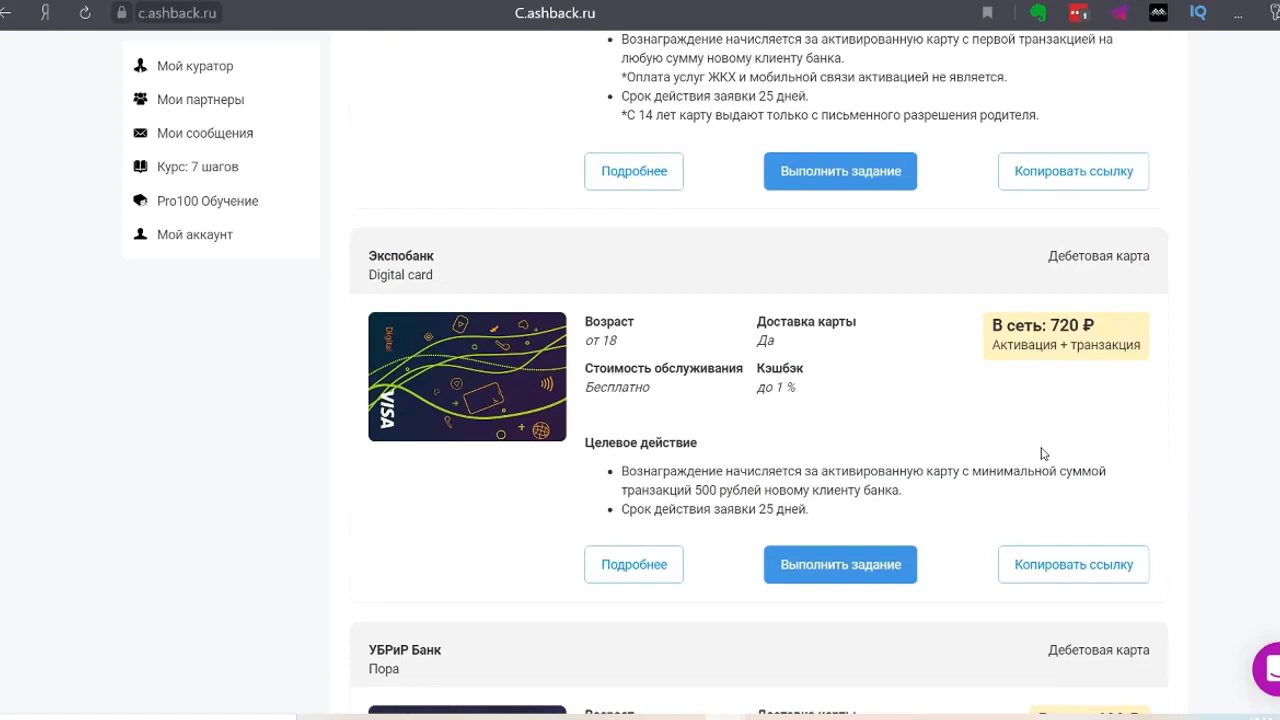 c.ashback.ru
C.ashback.ru
1
IQ
Мой куратор
Мои партнеры
Мои сообщения
Курс: 7 шагов
Pro100 Обучение
Мой аккаунт
Вознаграждение начисляется за активированную карту с первой транзакцией на
любую сумму новому клиенту банка.
*Оплата услуг ЖКХ и мобильной связи активацией не является.
Срок действия заявки 25 дней.
*С 14 лет карту выдают только с письменного разрешения родителя.
Подробнее
Выполнить задание
Копировать ссылку
Экспобанк
Дебетовая карта
Digital card
Digital
VISA
Возраст
от 18
Доставка карты
Да
В сеть: 720 ₽
Активация + транзакция
Стоимость обслуживания
Бесплатно
Кэшбэк
до 1 %
Целевое действие
Вознаграждение начисляется за активированную карту с минимальной суммой
транзакций 500 рублей новому клиенту банка.
Срок действия заявки 25 дней.
Подробнее
Выполнить задание
Копировать ссылку
УБРиР Банк
Дебетовая карта
Пора